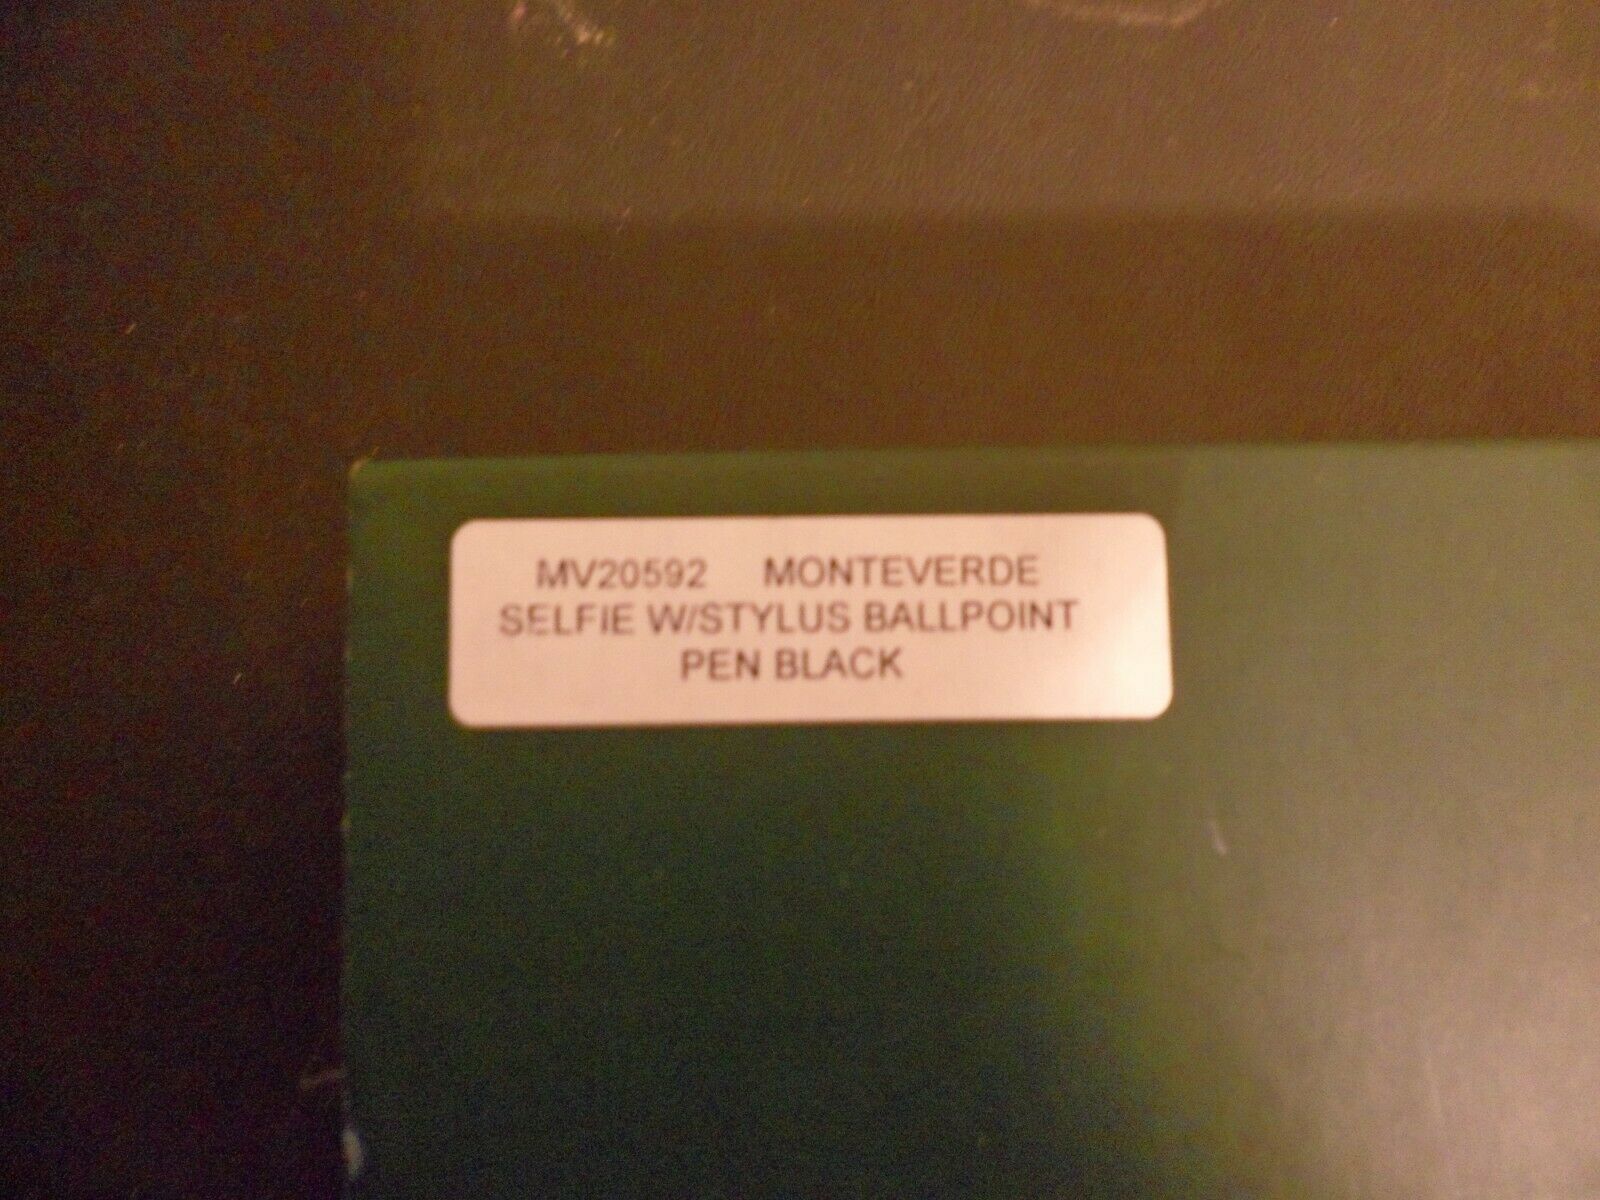 MV20592 MONTEVERDE
SELFIE W/STYLUS BALLPOINT
PEN BLACK